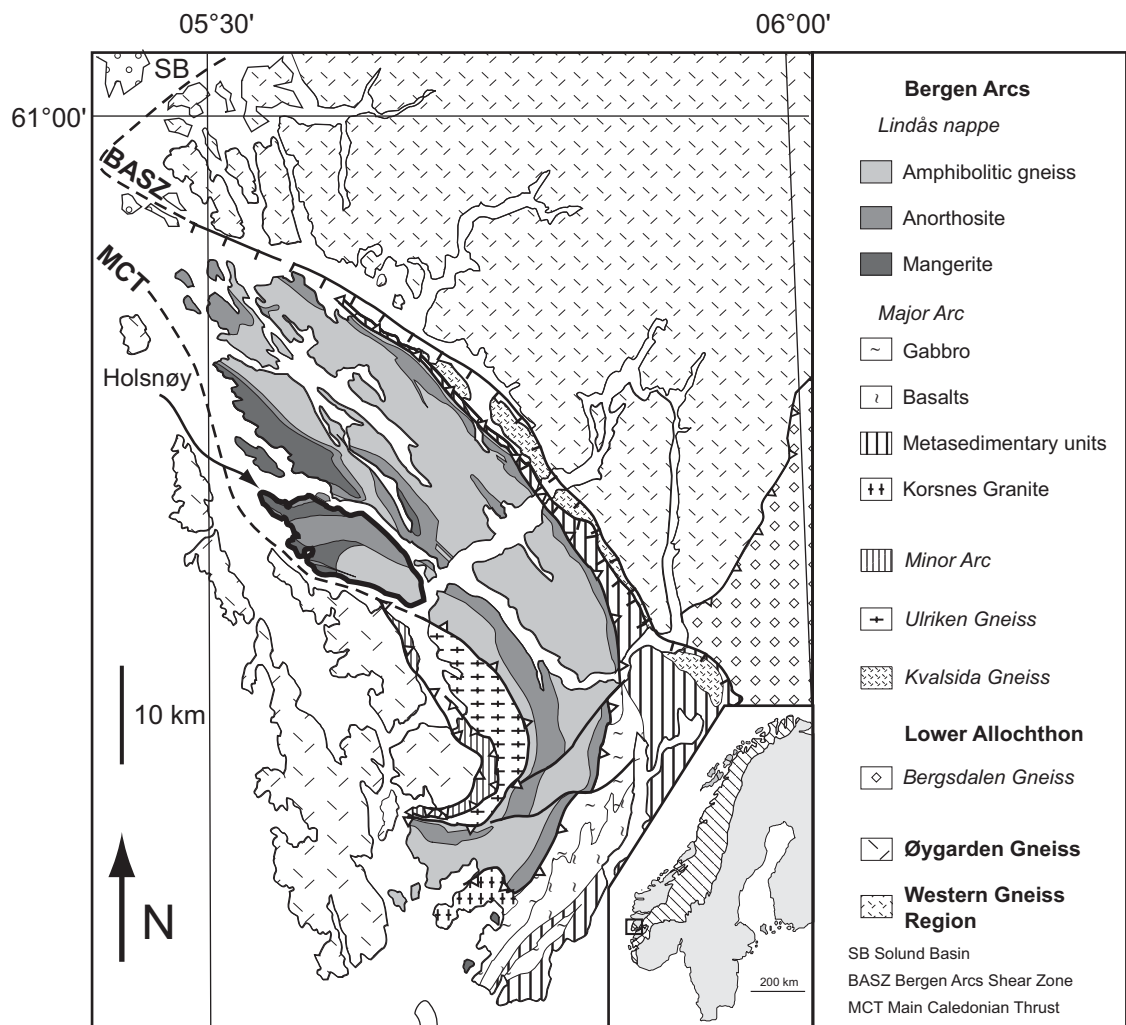 05°30'
06°00'
61°00'
SB
BASZ
MCT
Holsnøy
10 km
N
200 km
Bergen Arcs
Lindås nappe
Amphibolitic gneiss
Anorthosite
Mangerite
Major Arc
Gabbro
Basalts
Metasedimentary units
Korsnes Granite
Minor Arc
Ulriken Gneiss
Kvalsida Gneiss
Lower Allochthon
Bergsdalen Gneiss
Øygarden Gneiss
Western Gneiss
Region
SB Solund Basin
BASZ Bergen Arcs Shear Zone
MCT Main Caledonian Thrust